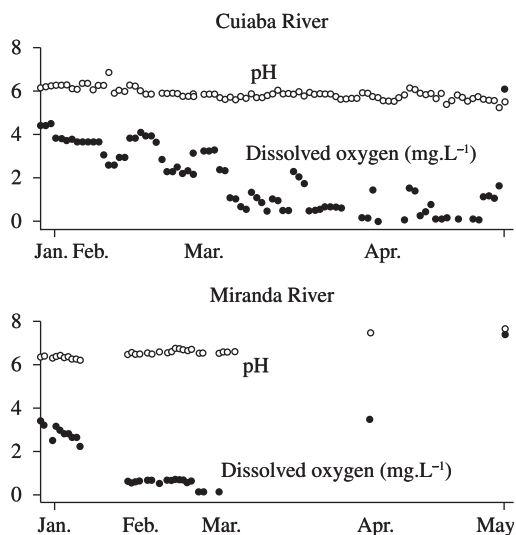 Cuiaba River
8
pH
6
4
Dissolved oxygen (mg.L⁻¹)
2
0
Jan. Feb. Mar. Apr.
Miranda River
8
6
pH
4
2
Dissolved oxygen (mg.L⁻¹)
0
Jan. Feb. Mar. Apr. May